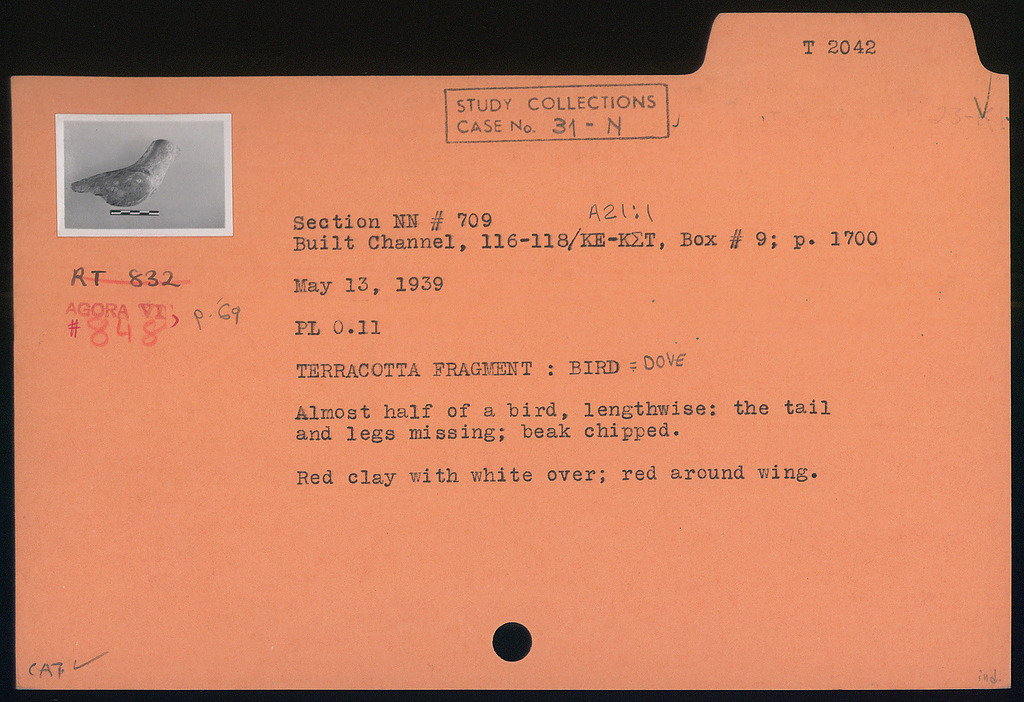 T 2042
STUDY COLLECTIONS
CASE No. 31 - N
A21:1
Section NN # 709
Built Channel, 116-118/ΚΕ-ΚΣΤ, Box # 9; p. 1700
RT 832
May 13, 1939
AGORA VI, p. 69
# 848
PL 0.11
TERRACOTTA FRAGMENT : BIRD = DOVE
Almost half of a bird, lengthwise: the tail
and legs missing; beak chipped.
Red clay with white over; red around wing.
CAT. ✓